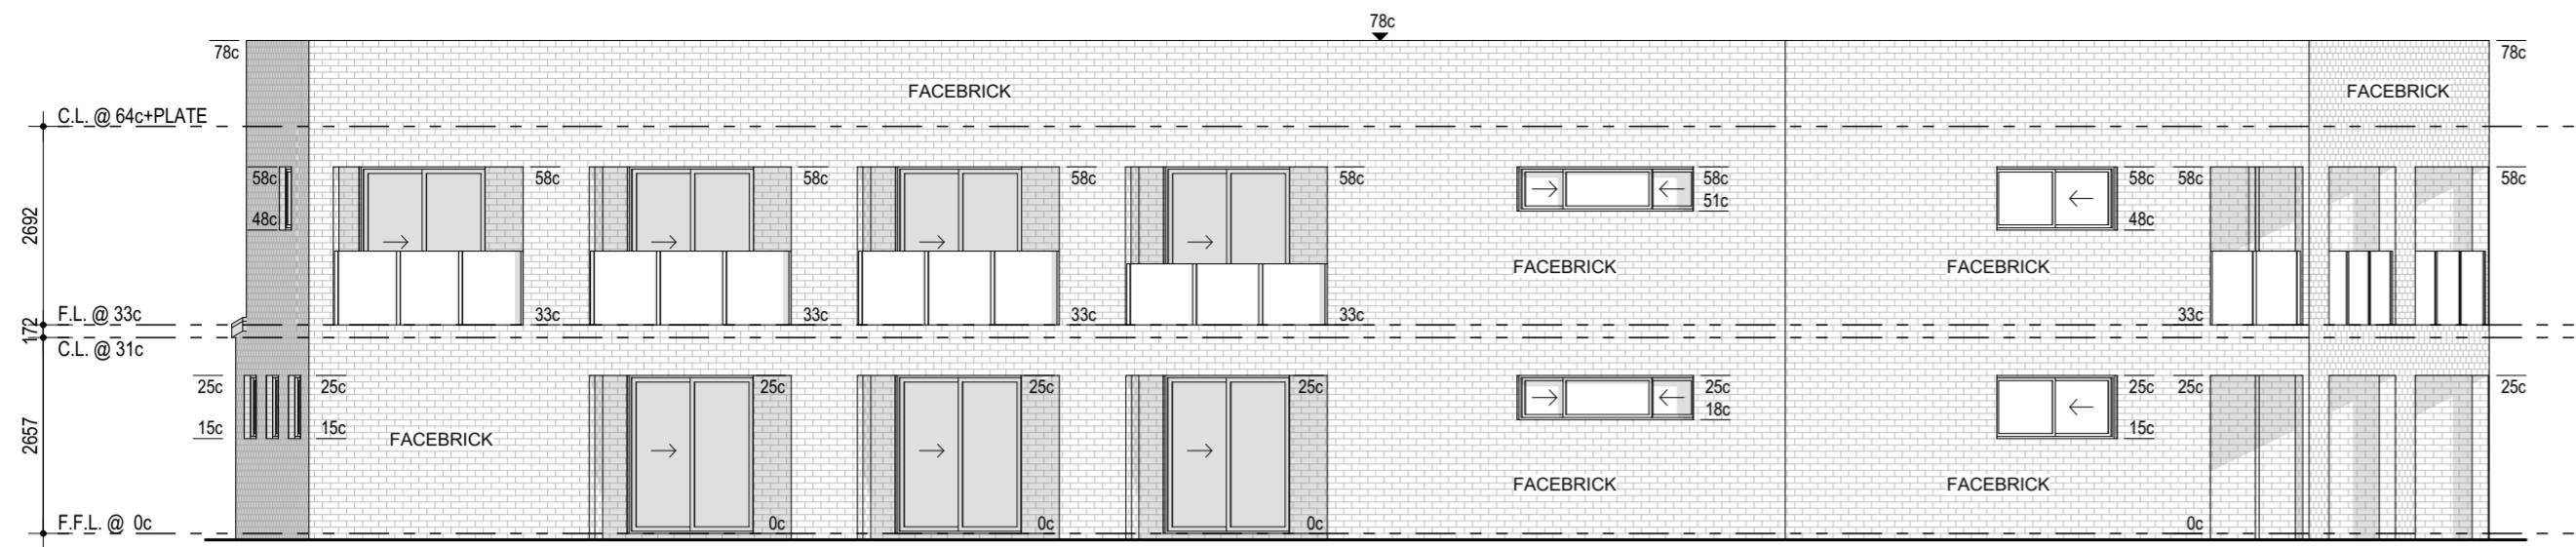 78c
78c
78c
FACEBRICK
FACEBRICK
C.L. @ 64c+PLATE
58c
58c
58c
58c
58c
58c
58c
58c
58c
51c
48c
48c
2692
FACEBRICK
FACEBRICK
F.L. @ 33c
33c
33c
33c
33c
33c
172
C.L. @ 31c
25c
25c
25c
25c
25c
25c
25c
25c
25c
18c
15c
15c
15c
2657
FACEBRICK
FACEBRICK
FACEBRICK
F.F.L. @ 0c
0c
0c
0c
0c